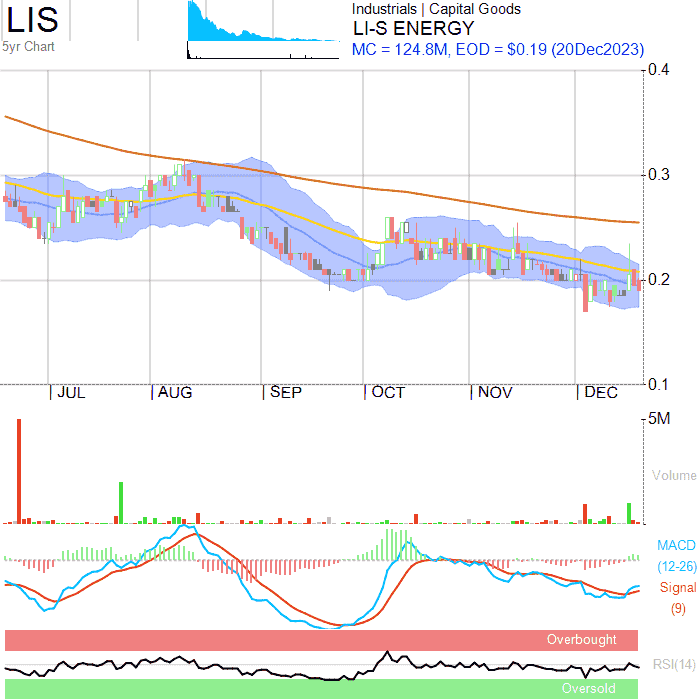 LIS
5yr Chart
Industrials | Capital Goods
LI-S ENERGY
MC = 124.8M, EOD = $0.19 (20Dec2023)
0.4
0.3
0.2
0.1
JUL AUG SEP OCT NOV DEC
5M
Volume
MACD
(12-26)
Signal
(9)
Overbought
RSI(14)
Oversold